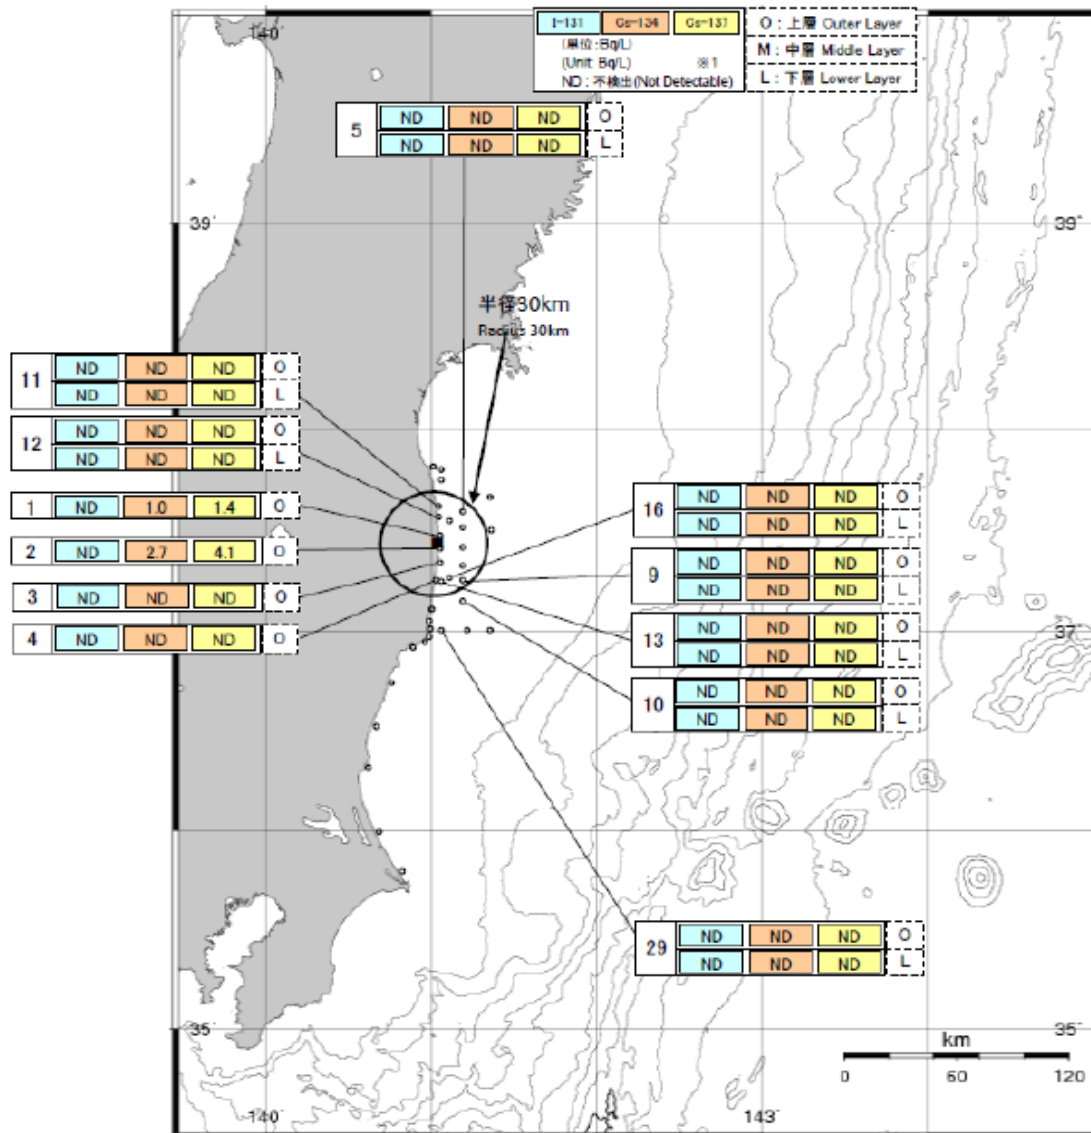 I-131 Cs-134 Cs-137
(単位:Bq/L)
(Unit: Bq/L) ※1
ND : 不検出(Not Detectable)
O : 上層 Outer Layer
M : 中層 Middle Layer
L : 下層 Lower Layer
140°
5
ND ND ND O
ND ND ND L
39° 39°
半径30km
Radius 30km
11
ND ND ND O
ND ND ND L
12
ND ND ND O
ND ND ND L
1 ND 1.0 1.4 O
2 ND 2.7 4.1 O
3 ND ND ND O
4 ND ND ND O
16
ND ND ND O
ND ND ND L
9
ND ND ND O
ND ND ND L
37°
13
ND ND ND O
ND ND ND L
10
ND ND ND O
ND ND ND L
29
ND ND ND O
ND ND ND L
35° 35°
km
0 60 120
140° 143°